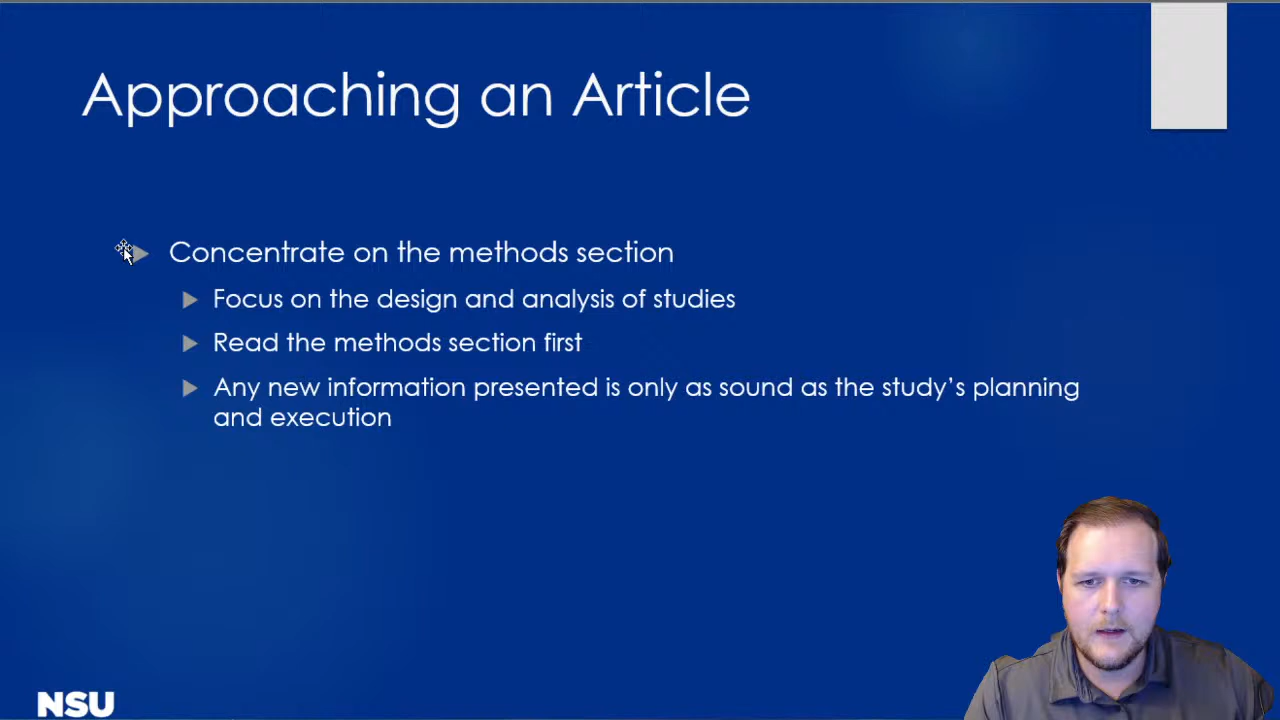 Approaching an Article
Concentrate on the methods section
Focus on the design and analysis of studies
Read the methods section first
Any new information presented is only as sound as the study’s planning
and execution
NSU